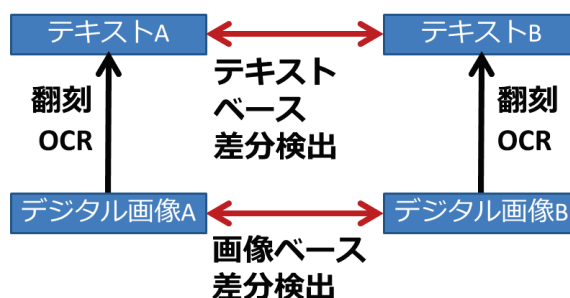 テキストA
テキストB
テキスト
ベース
差分検出
翻刻
OCR
翻刻
OCR
デジタル画像A
デジタル画像B
画像ベース
差分検出